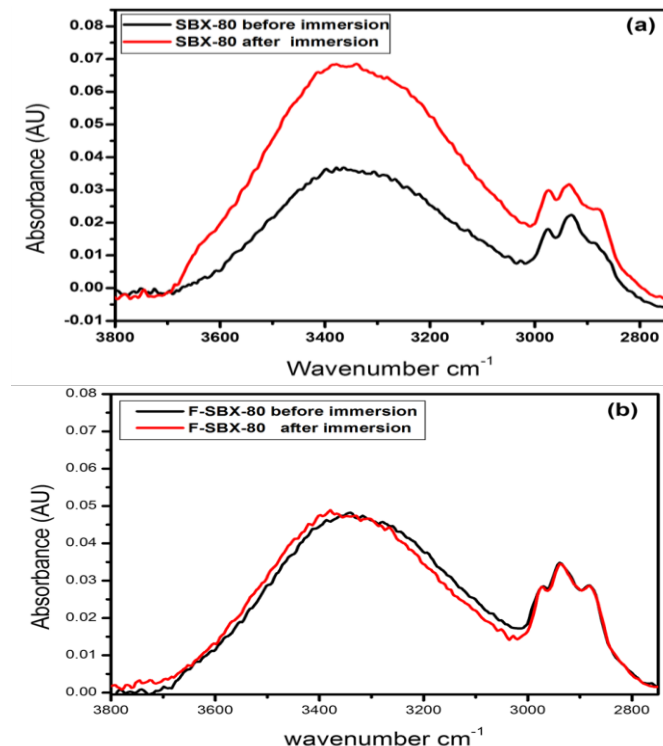 SBX-80 before immersion
SBX-80 after immersion
(a)
0.08
0.07
0.06
0.05
0.04
0.03
0.02
0.01
0.00
-0.01
Absorbance (AU)
3800 3600 3400 3200 3000 2800
Wavenumber cm-1
F-SBX-80 before immersion
F-SBX-80 after immersion
(b)
0.08
0.07
0.06
0.05
0.04
0.03
0.02
0.01
0.00
Absorbance (AU)
3800 3600 3400 3200 3000 2800
wavenumber cm-1